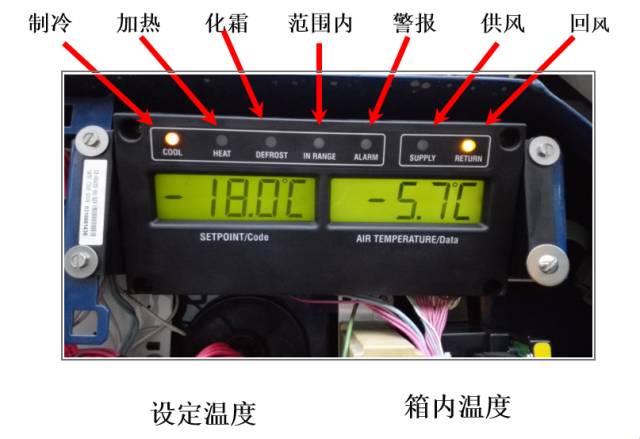 制冷 加热 化霜 范围内 警报 供风 回风
COOL HEAT DEFROST IN RANGE ALARM SUPPLY RETURN
-18.0°C -5.7°C
SETPOINT/Code AIR TEMPERATURE/Data
设定温度 箱内温度